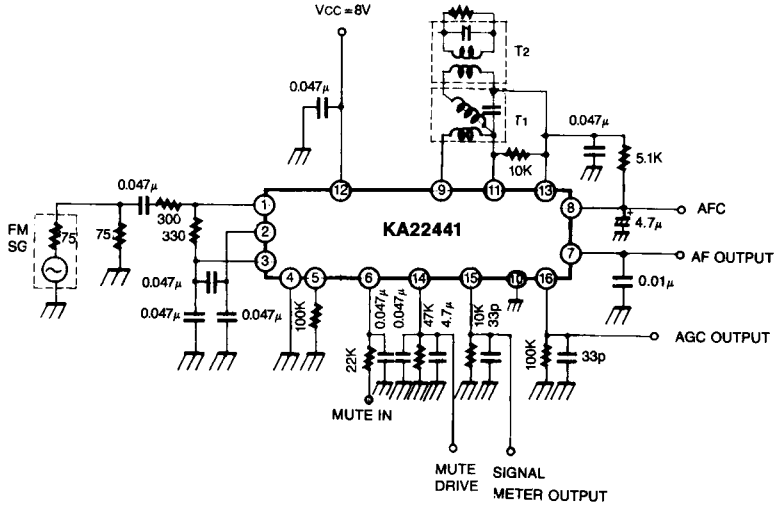 VCC = 8V
T2
0.047μ
T1
0.047μ
5.1K
10K
0.047μ
12
9
11
13
300
330
1
8
AFC
FM
SG
75
75
KA22441
4.7μ
+
2
7
AF OUTPUT
3
0.047μ
4
5
6
14
15
10
16
0.01μ
0.047μ
0.047μ
100K
0.047μ
0.047μ
47K
4.7μ
10K
33p
AGC OUTPUT
22K
100K
33p
MUTE IN
MUTE
DRIVE
SIGNAL
METER OUTPUT